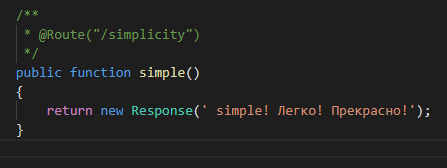 /**
 * @Route("/simplicity")
 */
public function simple()
{
    return new Response(' simple! Легко! Прекрасно!');
}